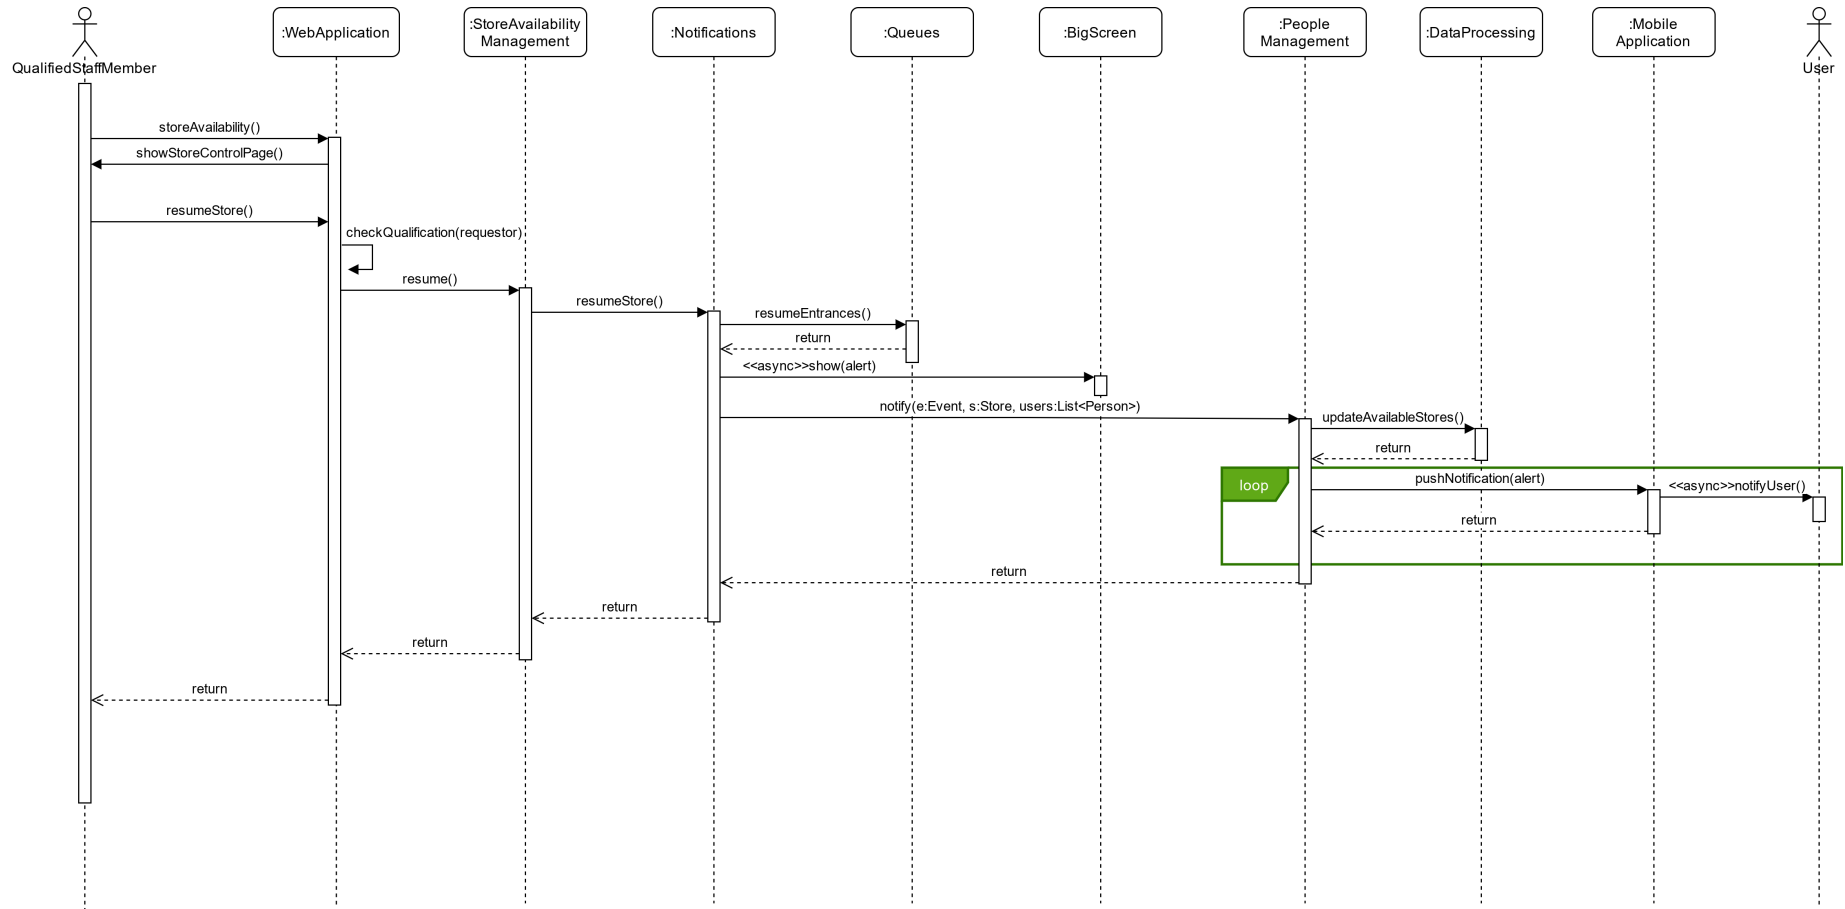 QualifiedStaffMember
:WebApplication
:StoreAvailability
Management
:Notifications
:Queues
:BigScreen
:People
Management
:DataProcessing
:Mobile
Application
User
storeAvailability()
showStoreControlPage()
resumeStore()
checkQualification(requestor)
resume()
resumeStore()
resumeEntrances()
return
<<async>>show(alert)
notify(e:Event, s:Store, users:List<Person>)
updateAvailableStores()
return
loop
pushNotification(alert)
<<async>>notifyUser()
return
return
return
return
return